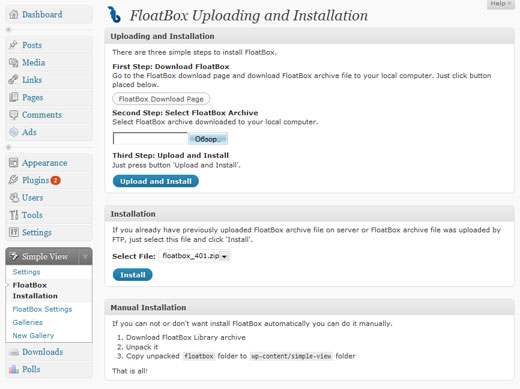 Help
Dashboard
Posts
Media
Links
Pages
Comments
Ads
Appearance
Plugins 2
Users
Tools
Settings
Simple View
Settings
FloatBox
Installation
FloatBox Settings
Galleries
New Gallery
Downloads
Polls
FloatBox Uploading and Installation
Uploading and Installation
There are three simple steps to install FloatBox.
First Step: Download FloatBox
Go to the FloatBox download page and download FloatBox archive file to your local computer. Just click button
placed below.
FloatBox Download Page
Second Step: Select FloatBox Archive
Select FloatBox archive downloaded to your local computer.
Обзор...
Third Step: Upload and Install
Just press button 'Upload and Install'.
Upload and Install
Installation
If you already have previously uploaded FloatBox archive file on server or FloatBox archive file was uploaded by
FTP, just select this file and click 'Install'.
Select File: floatbox_401.zip
Install
Manual Installation
If you can not or don't want install FloatBox automatically you can do it manually.
1. Download FloatBox Library archive
2. Unpack it
3. Copy unpacked floatbox folder to wp-content/simple-view folder
That is all!